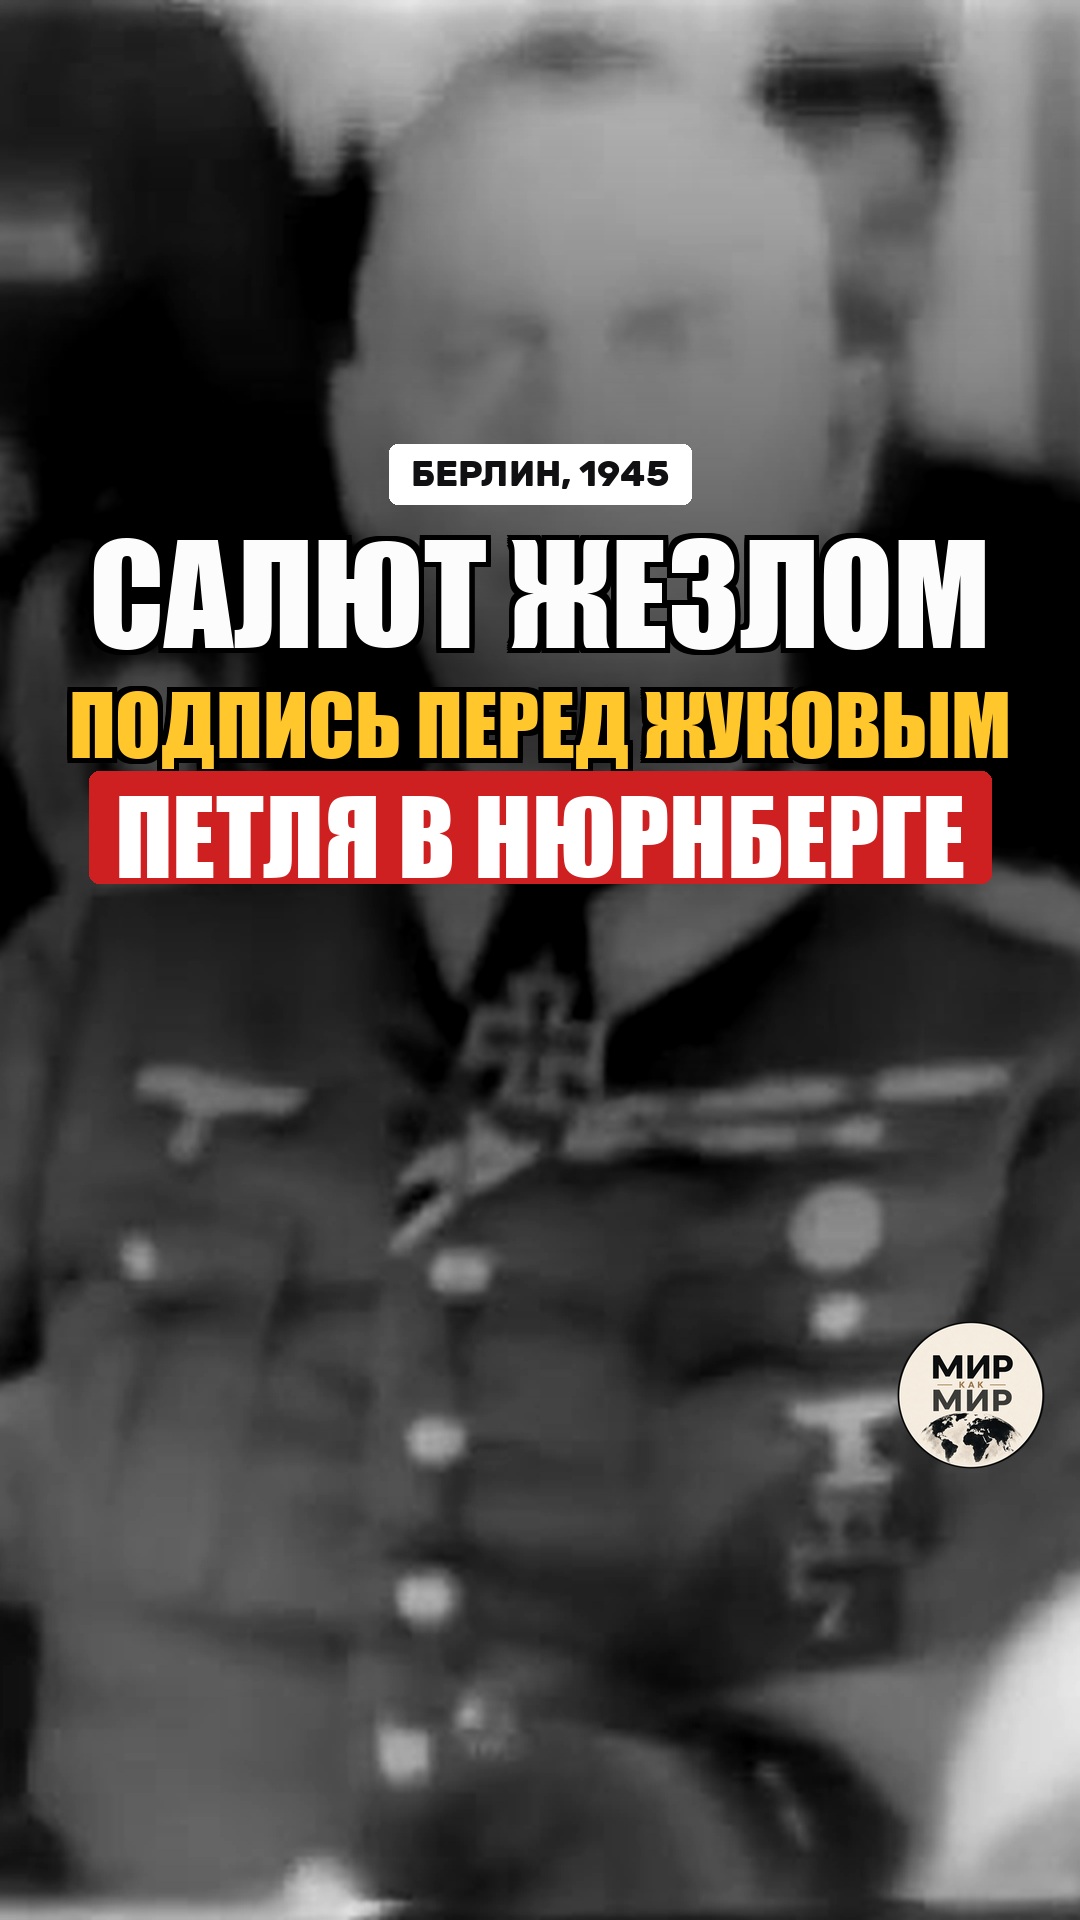 БЕРЛИН, 1945
САЛЮТ ЖЕЗЛОМ
ПОДПИСЬ ПЕРЕД ЖУКОВЫМ
ПЕТЛЯ В НЮРНБЕРГЕ
МИР
КАК
МИР